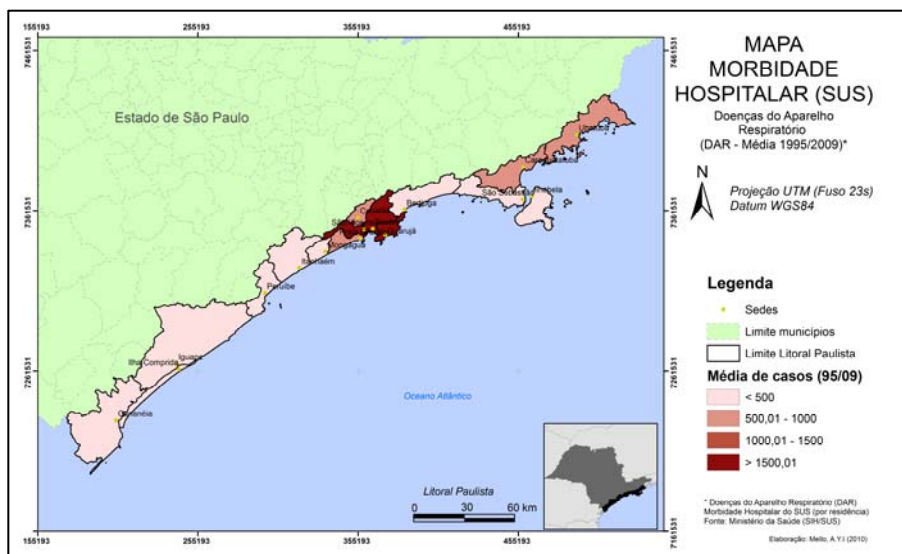 155193 255193 355193 455193
7461531 7461531
7361531 7361531
7261531 7261531
7161531
155193 255193 355193 455193
Estado de São Paulo
Ubatuba
Caraguatatuba
São Sebastião
Ilhabela
Bertioga
Guarujá
Mongaguá
Itanhaém
Peruíbe
Iguape
Ilha Comprida
Cananéia
Oceano Atlântico
Litoral Paulista
0 30 60 km
MAPA
MORBIDADE
HOSPITALAR (SUS)
Doenças do Aparelho
Respiratório
(DAR - Média 1995/2009)*
N
Projeção UTM (Fuso 23s)
Datum WGS84
Legenda
Sedes
Limite municípios
Limite Litoral Paulista
Média de casos (95/09)
< 500
500,01 - 1000
1000,01 - 1500
> 1500,01
* Doenças do Aparelho Respiratório (DAR)
Morbidade Hospitalar do SUS (por residência)
Fonte: Ministério da Saúde (SIH/SUS)
Elaboração: Mello, A.Y.I (2010)